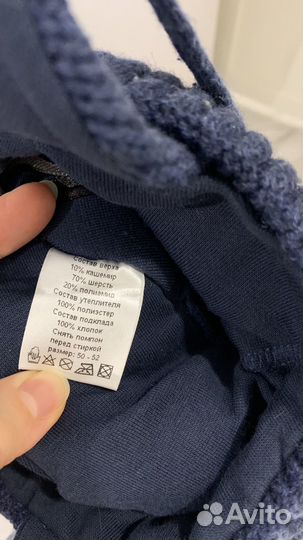 Состав верха
10% кашемир
70% шерсть
20% полиамид
Состав утеплителя
100% полиэстер
Состав подклада
100% хлопок
Снять помпон
перед стиркой
размер: 50 - 52
Avito